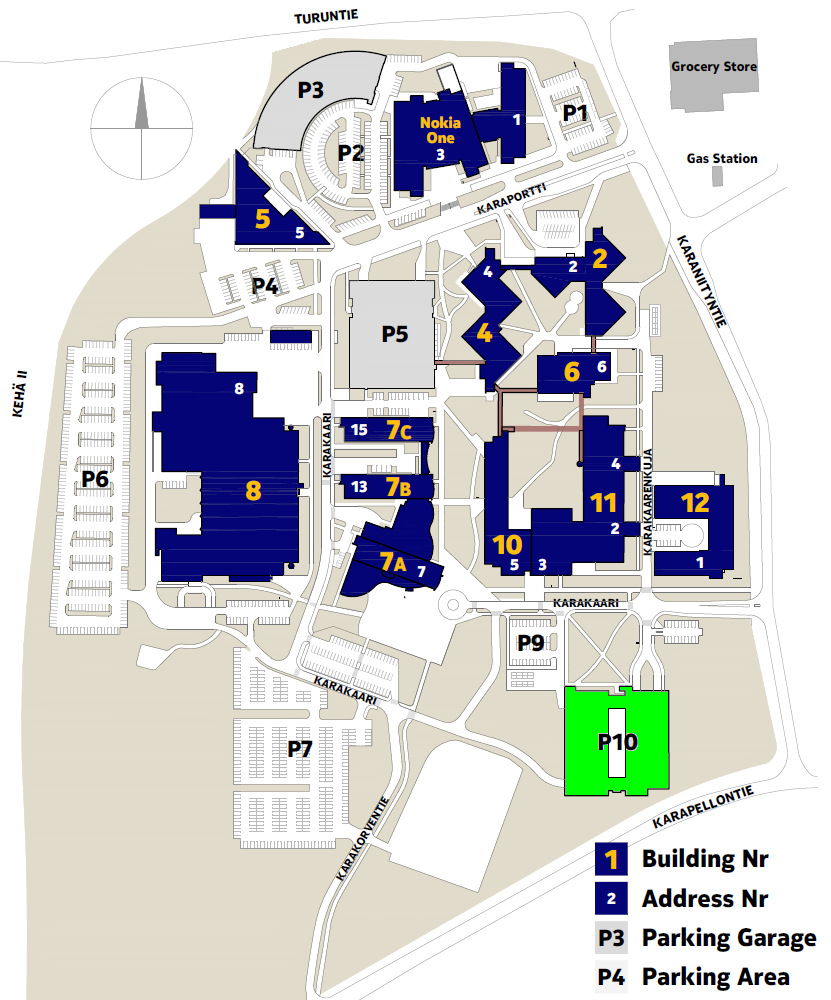 TURUNTIE
Grocery Store
P3
P1
Nokia
One
1
3
P2
Gas Station
KARAPORTTI
5
5
2
2
4
KARANIITYNTIE
P4
P5
4
6
6
KEHÄ II
8
15
7C
KARAKAARI
4
KARAKAARENKUJA
P6
8
13
7B
11
12
2
10
7A
7
5
3
1
KARAKAARI
P9
KARAKAARI
P10
P7
KARAPELLONTIE
KARAKORVENTIE
1 Building Nr
2 Address Nr
P3 Parking Garage
P4 Parking Area